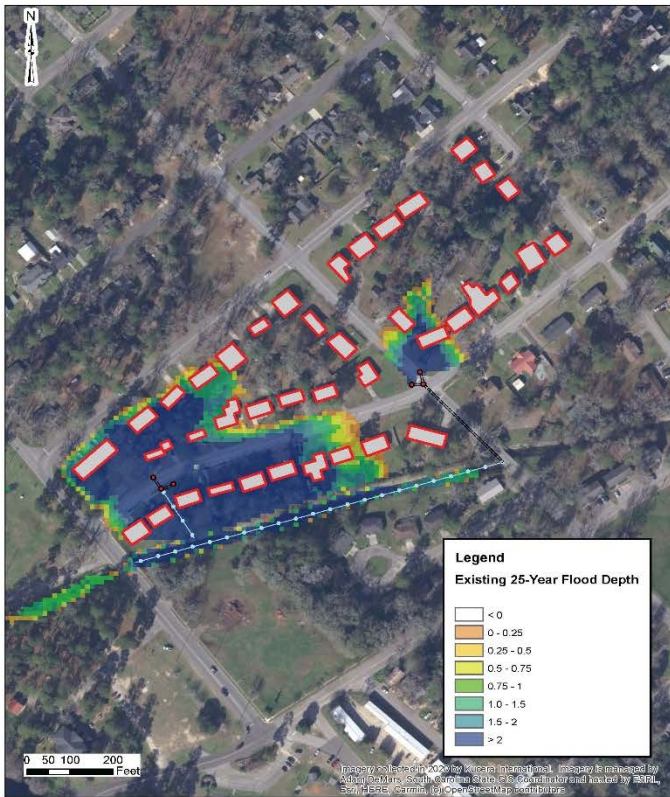 N
Legend
Existing 25-Year Flood Depth
< 0
0 - 0.25
0.25 - 0.5
0.5 - 0.75
0.75 - 1
1.0 - 1.5
1.5 - 2
> 2
0 50 100 200
Feet
Imagery collected in 2020 by Kucera International. Imagery is managed by
Adam DeMars, South Carolina State GIS Coordinator and hosted by ESRI.
Esri, HERE, Garmin, (c) OpenStreetMap contributors